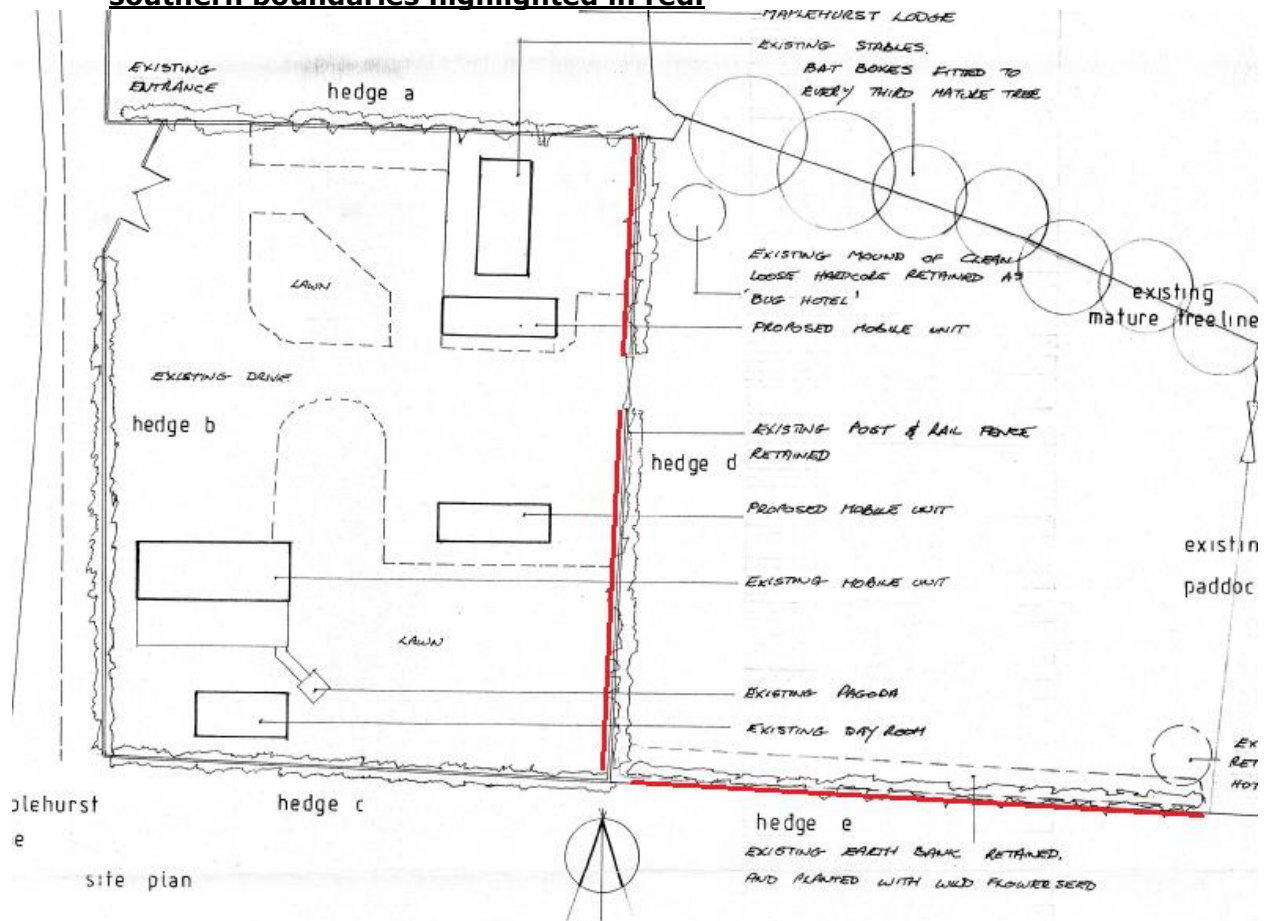 southern boundaries highlighted in red.
MAPLEHURST LODGE
EXISTING STABLES.
BAT BOXES FITTED TO
EVERY THIRD MATURE TREE
EXISTING
ENTRANCE
hedge a
LAWN
EXISTING MOUND OF CLEAN
LOOSE HARDCORE RETAINED AS
'BUG HOTEL'
PROPOSED MOBILE UNIT
existing
mature treeline
EXISTING DRIVE
hedge b
EXISTING POST & RAIL FENCE
RETAINED
hedge d
PROPOSED MOBILE UNIT
EXISTING MOBILE UNIT
existin
paddoc
LAWN
EXISTING PAGODA
EXISTING DAY ROOM
EX
RET
HOT
plehurst
e
hedge c
site plan
hedge e
EXISTING EARTH BANK RETAINED.
AND PLANTED WITH WILD FLOWER SEED